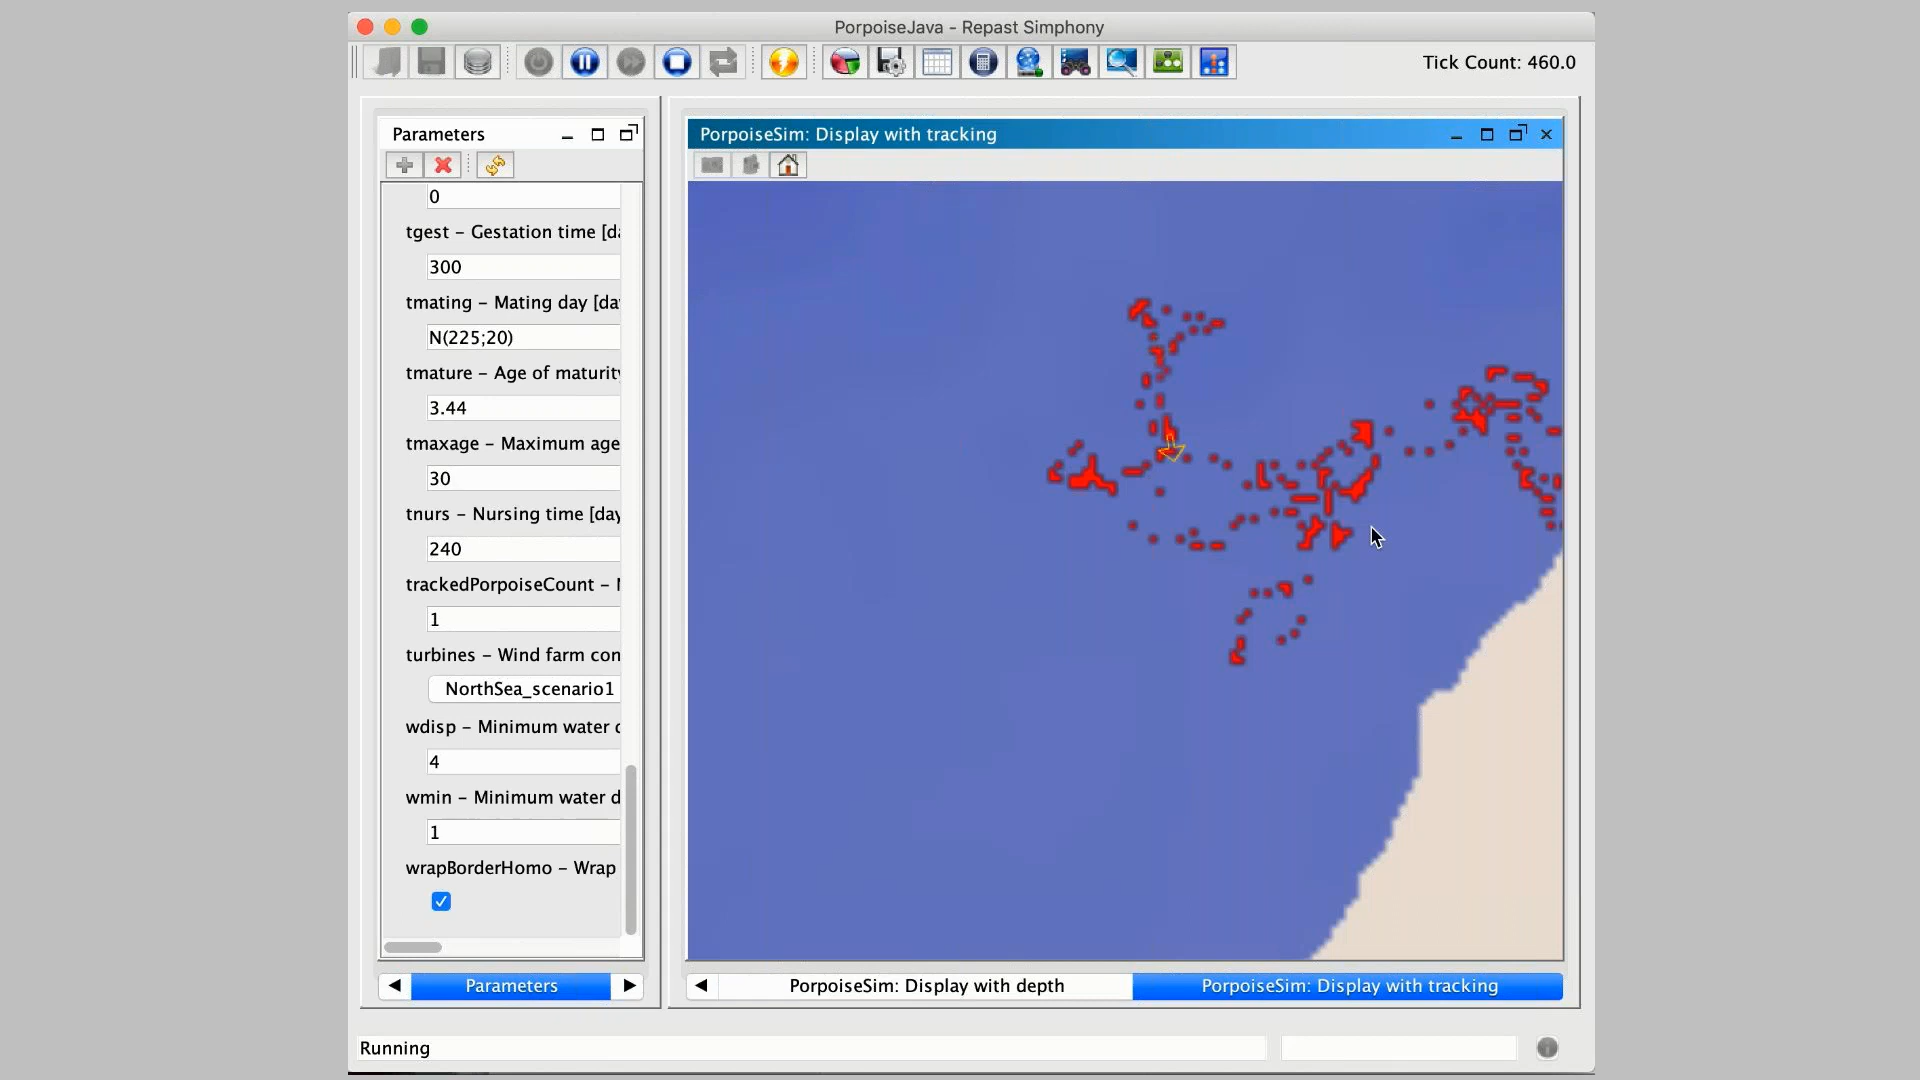 PorpoiseJava - Repast Simphony
Tick Count: 460.0
Parameters
0
tgest – Gestation time [da
300
tmating – Mating day [da
N(225;20)
tmature – Age of maturity
3.44
tmaxage – Maximum age
30
tnurs – Nursing time [day
240
trackedPorpoiseCount –
1
turbines – Wind farm con
NorthSea_scenario1
wdisp – Minimum water
4
wmin – Minimum water d
1
wrapBorderHomo – Wrap
Parameters
PorpoiseSim: Display with tracking
PorpoiseSim: Display with depth
PorpoiseSim: Display with tracking
Running